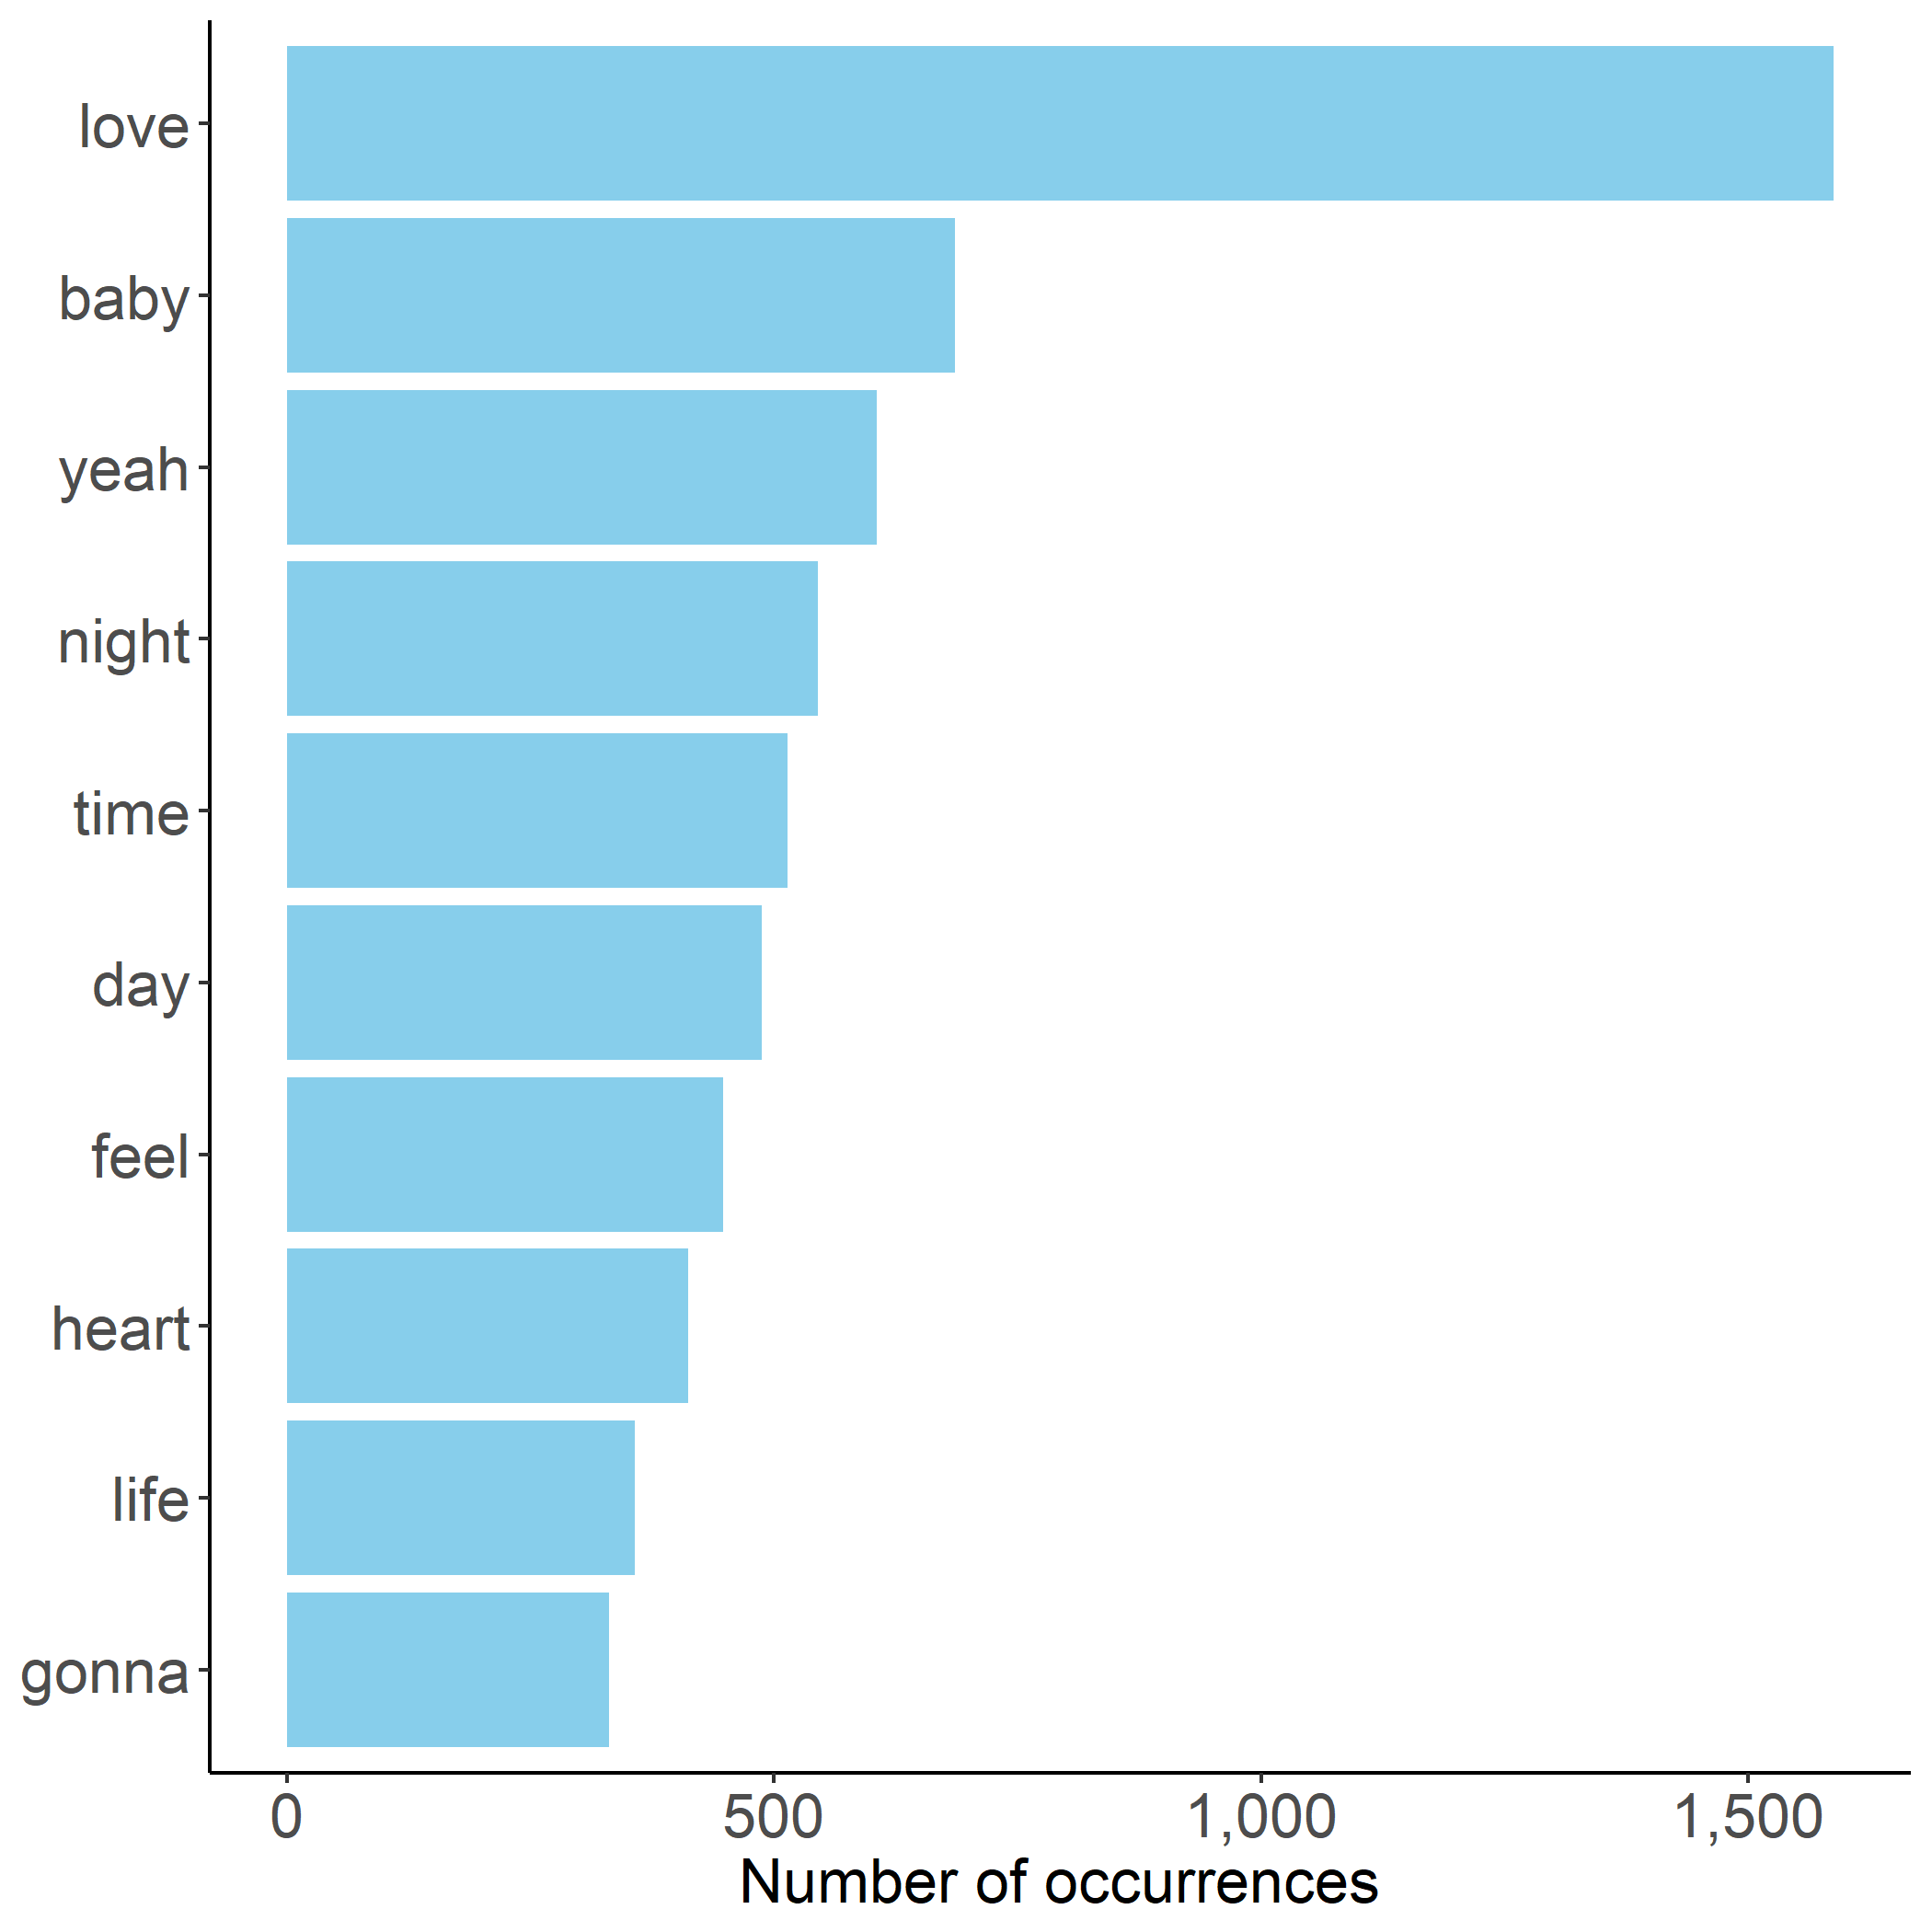 love
baby
yeah
night
time
day
feel
heart
life
gonna
0 500 1,000 1,500
Number of occurrences